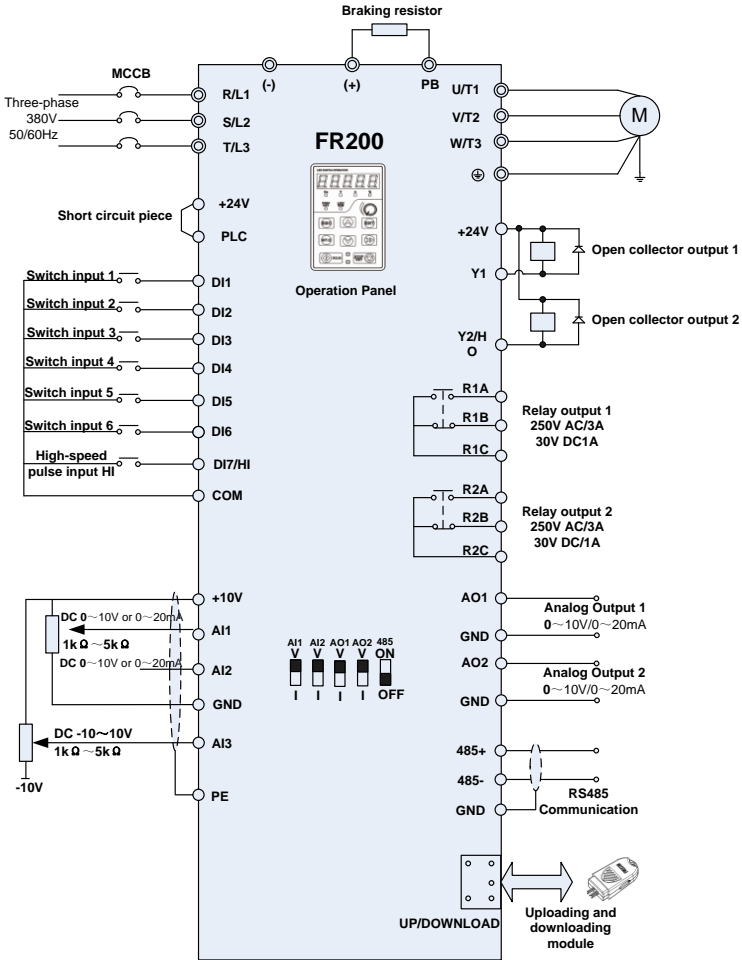 Braking resistor
MCCB
(-)
(+)
PB
Three-phase
380V
50/60Hz
R/L1
S/L2
T/L3
U/T1
V/T2
W/T3
M
FR200
Operation Panel
Short circuit piece
+24V
PLC
+24V
Y1
Y2/H
O
Open collector output 1
Open collector output 2
Switch input 1
DI1
Switch input 2
DI2
Switch input 3
DI3
Switch input 4
DI4
Switch input 5
DI5
Switch input 6
DI6
High-speed
pulse input HI
DI7/HI
COM
R1A
R1B
R1C
Relay output 1
250V AC/3A
30V DC1A
R2A
R2B
R2C
Relay output 2
250V AC/3A
30V DC/1A
+10V
DC 0～10V or 0～20mA
AI1
1kΩ～5kΩ
DC 0～10V or 0～20mA
AI2
GND
DC -10～10V
AI3
1kΩ～5kΩ
-10V
PE
AI1 AI2 AO1 AO2 485
V V V V ON
I I I I OFF
AO1
Analog Output 1
0～10V/0～20mA
GND
AO2
Analog Output 2
0～10V/0～20mA
GND
485+
485-
GND
RS485
Communication
UP/DOWNLOAD
Uploading and
downloading
module